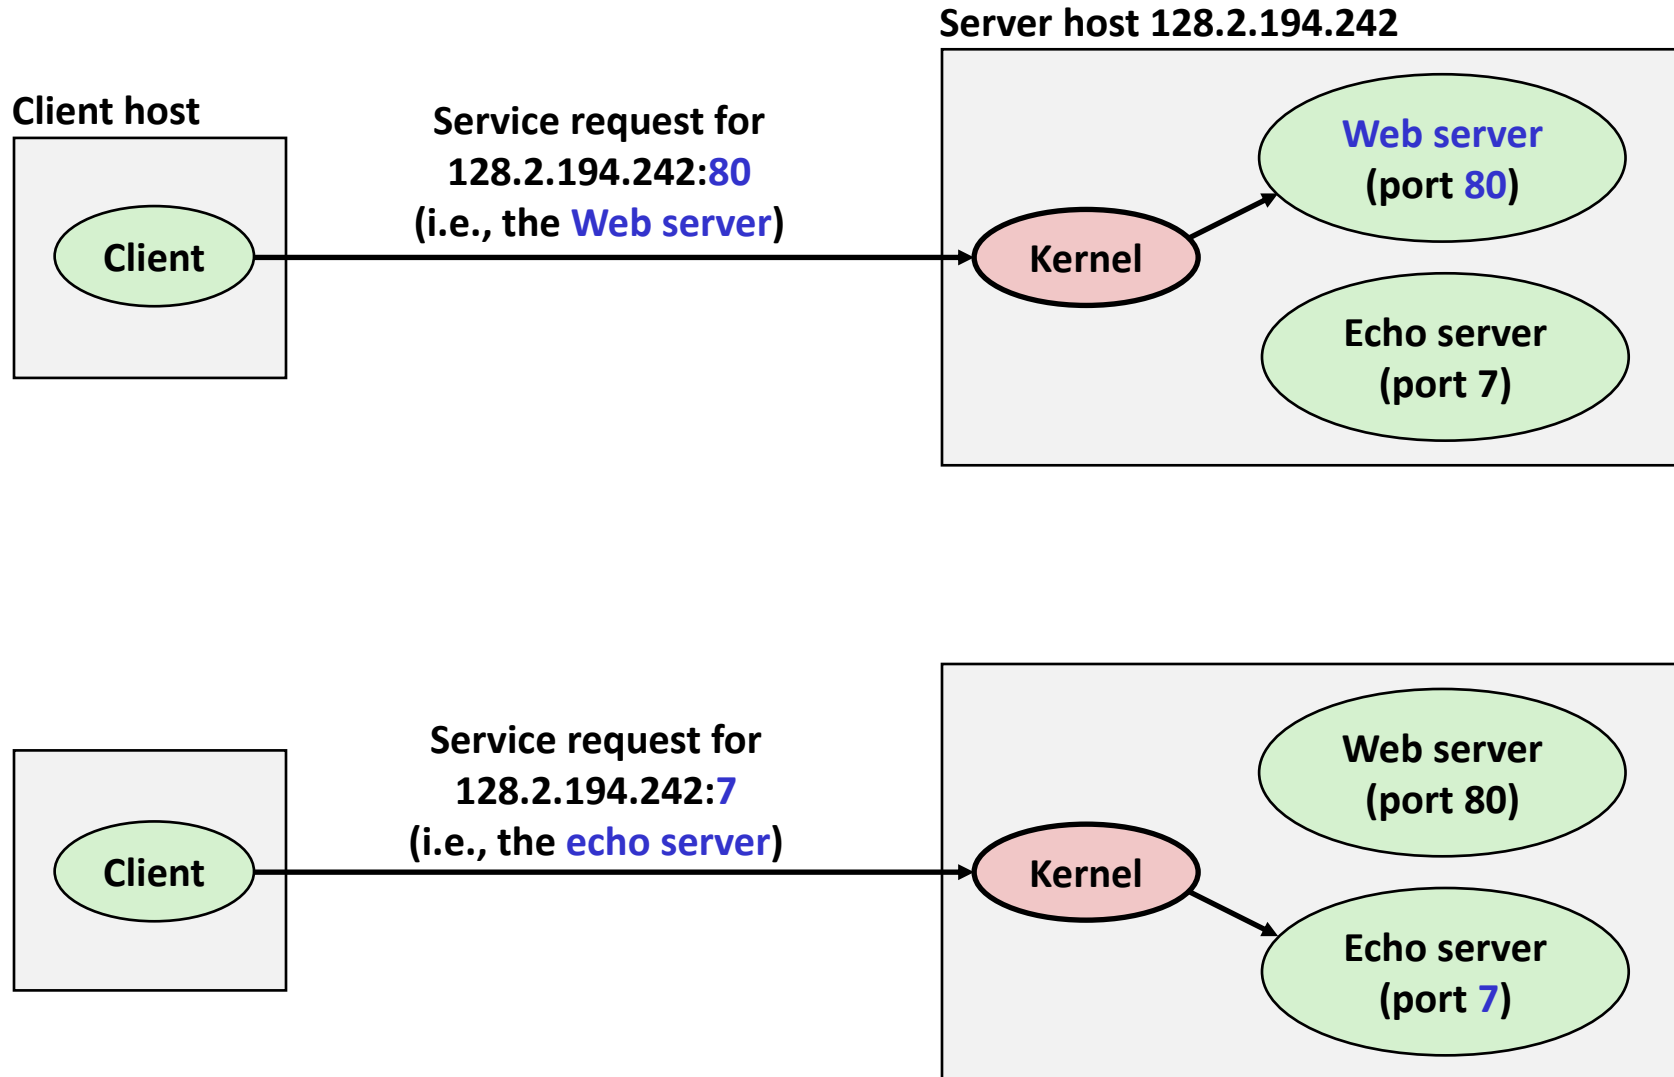 Server host 128.2.194.242
Client host
Service request for
128.2.194.242:80
(i.e., the Web server)
Client
Kernel
Web server
(port 80)
Echo server
(port 7)
Service request for
128.2.194.242:7
(i.e., the echo server)
Client
Kernel
Web server
(port 80)
Echo server
(port 7)